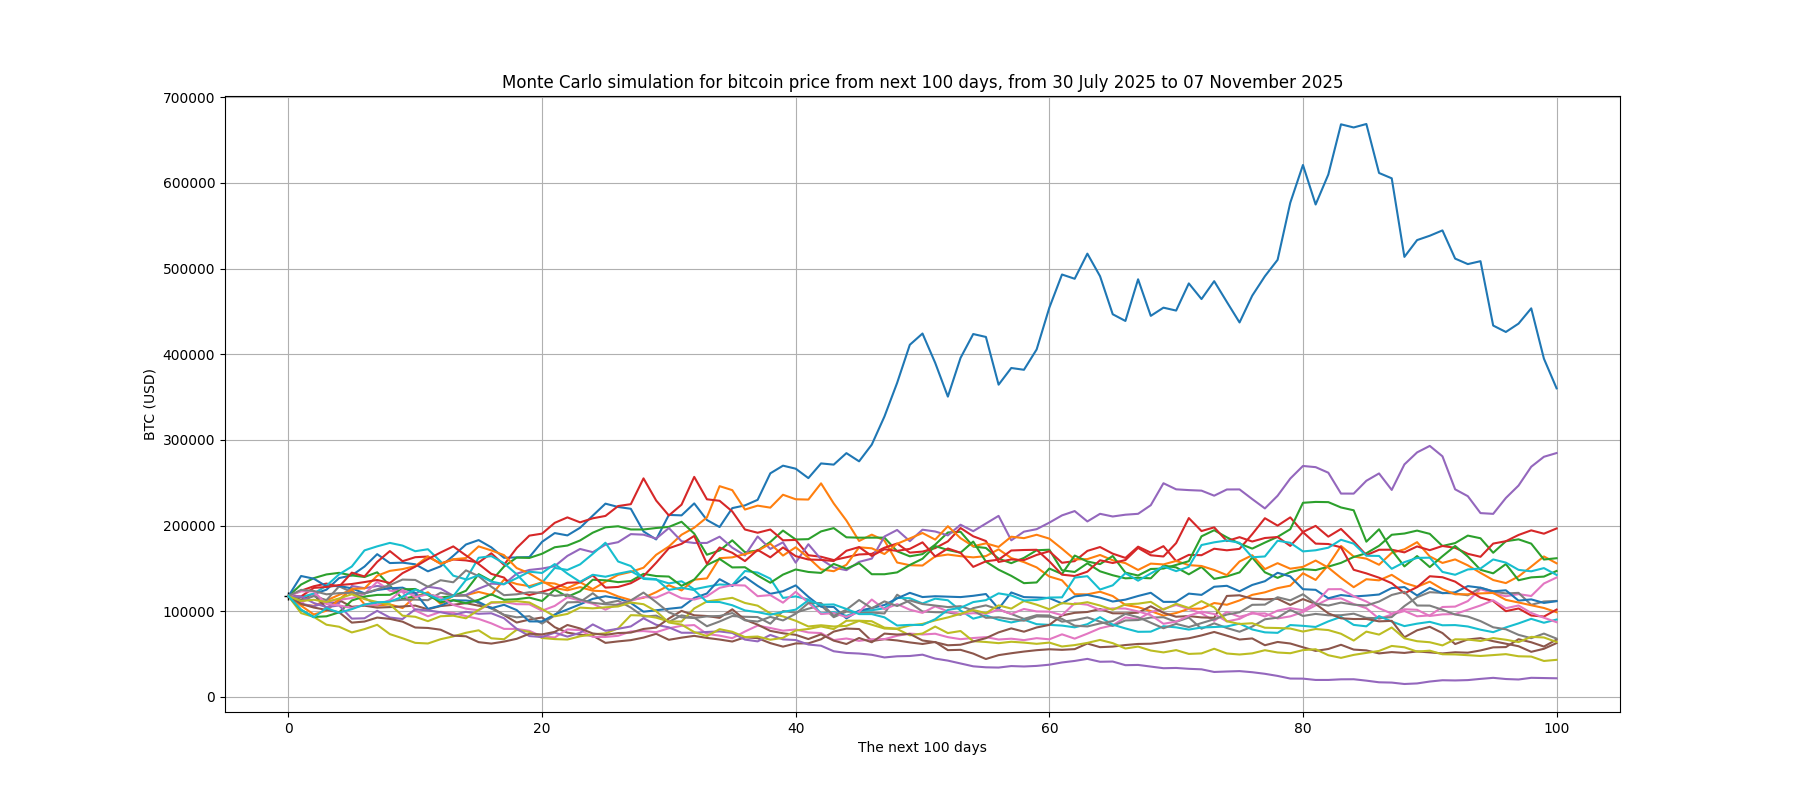 Monte Carlo simulation for bitcoin price from next 100 days, from 30 July 2025 to 07 November 2025
700000
600000
500000
400000
300000
200000
100000
0
BTC (USD)
0 20 40 60 80 100
The next 100 days